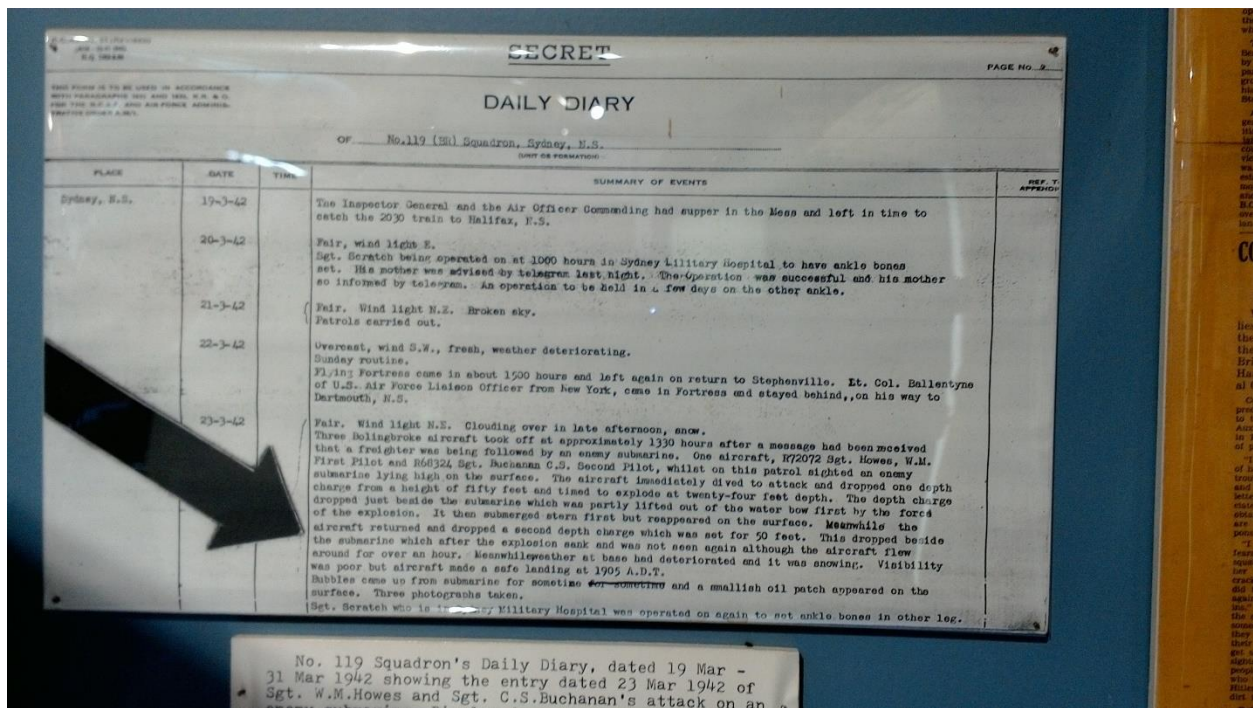 SECRET
PAGE No.
THIS FORM IS TO BE USED IN ACCORDANCE
WITH PARAGRAPHS
FOR THE R.C.A.F. AND AIR FORCE ADMINIS-
DAILY DIARY
OF No.119 (BR) Squadron, Sydney, N.S.
(UNIT OR FORMATION)
PLACE DATE TIME SUMMARY OF EVENTS REF. T
APPENDI
Sydney, N.S. 19-3-42 The Inspector General and the Air Officer Commanding had supper in the Mess and left in time to
catch the 2030 train to Halifax, N.S.
20-3-42 Fair, wind light E.
Sgt. Scratch being operated on at 1000 hours in Sydney Military Hospital to have ankle bones
set. His mother was advised by telegram last night. The Operation was successful and his mother
so informed by telegram. An operation to be held in a few days on the other ankle.
21-3-42 Fair. Wind light N.E. Broken sky.
Patrols carried out.
22-3-42 Overcast, wind S.W., fresh, weather deteriorating.
Sunday routine.
Flying Fortress came in about 1500 hours and left again on return to Stephenville. Lt. Col. Ballentyne
of U.S. Air Force Liaison Officer from New York, came in Fortress and stayed behind,,on his way to
Dartmouth, N.S.
23-3-42 Fair. Wind light N.E. Clouding over in late afternoon, snow.
Three Bolingbroke aircraft took off at approximately 1330 hours after a message had been received
that a freighter was being followed by an enemy submarine. One aircraft, R72072 Sgt. Howes, W.M.
First Pilot and R68324 Sgt. Buchanan C.S. Second Pilot, whilst on this patrol sighted an enemy
submarine lying high on the surface. The aircraft immediately dived to attack and dropped one depth
charge from a height of fifty feet and timed to explode at twenty-four feet depth. The depth charge
dropped just beside the submarine which was partly lifted out of the water bow first by the force
of the explosion. It then submerged stern first but reappeared on the surface. Meanwhile the
aircraft returned and dropped a second depth charge which was set for 50 feet. This dropped beside
the submarine which after the explosion sank and was not seen again although the aircraft flew
around for over an hour. Meanwhileweather at base had deteriorated and it was snowing. Visibility
was poor but aircraft made a safe landing at 1905 A.D.T.
Bubbles came up from submarine for sometime for sometime and a smallish oil patch appeared on the
surface. Three photographs taken.
Sgt. Scratch who is in Sydney Military Hospital was operated on again to set ankle bones in other leg.
No. 119 Squadron's Daily Diary, dated 19 Mar -
31 Mar 1942 showing the entry dated 23 Mar 1942 of
Sgt. W.M.Howes and Sgt. C.S.Buchanan's attack on an